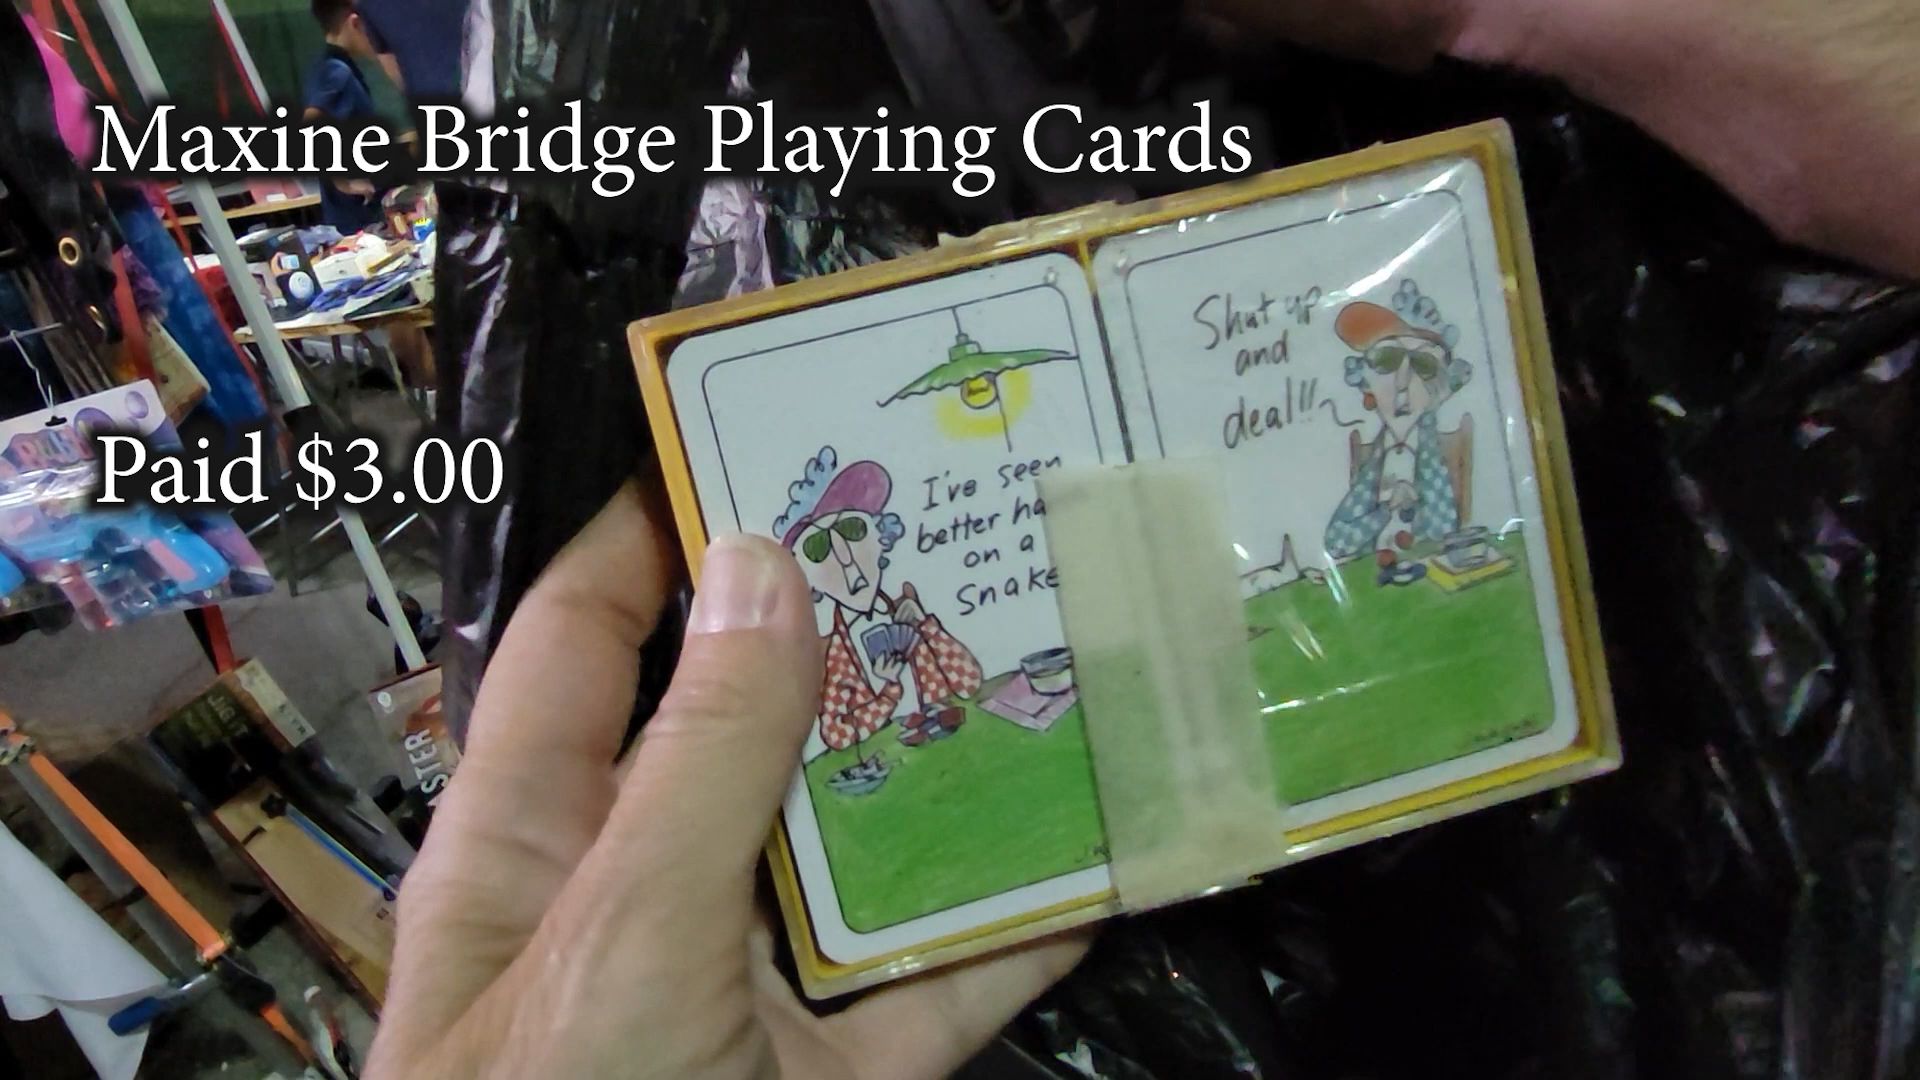 Maxine Bridge Playing Cards
Paid $3.00
I've seen
better ha
on a
Snake
Shut up
and
deal!!